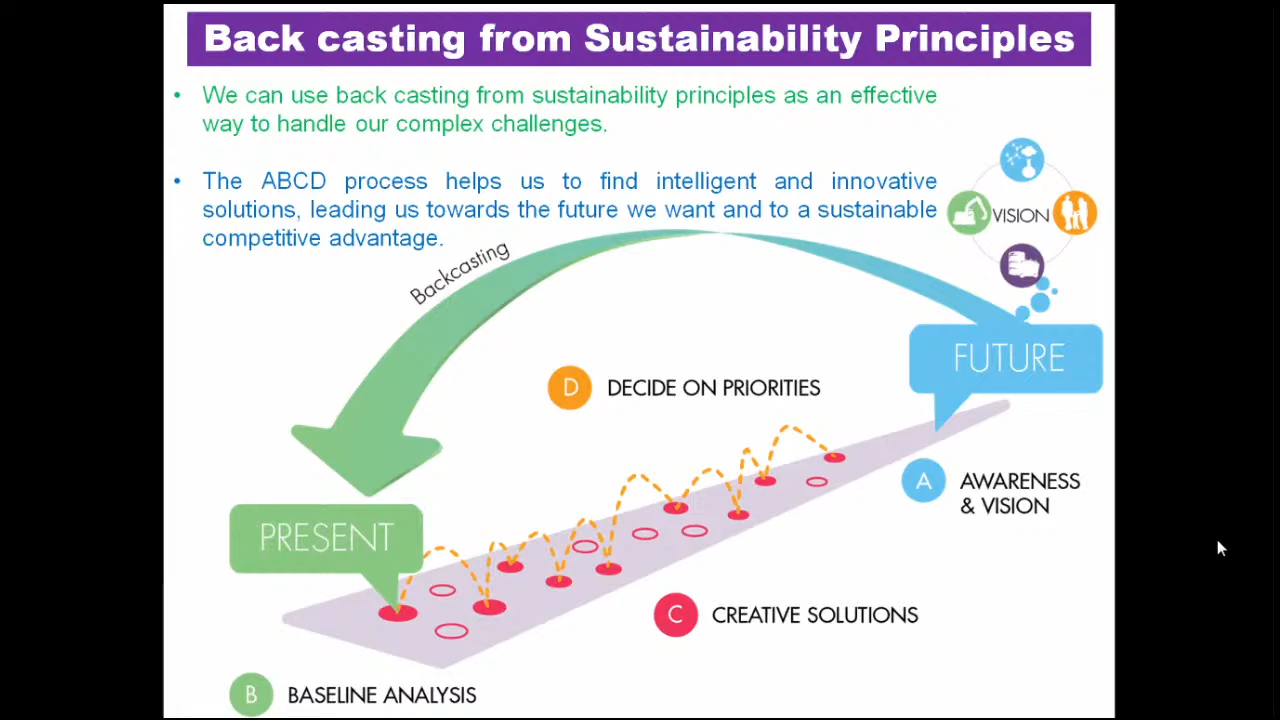 Back casting from Sustainability Principles
• We can use back casting from sustainability principles as an effective
way to handle our complex challenges.
• The ABCD process helps us to find intelligent and innovative
solutions, leading us towards the future we want and to a sustainable
competitive advantage.
VISION
Backcasting
FUTURE
D DECIDE ON PRIORITIES
A AWARENESS
& VISION
PRESENT
C CREATIVE SOLUTIONS
B BASELINE ANALYSIS